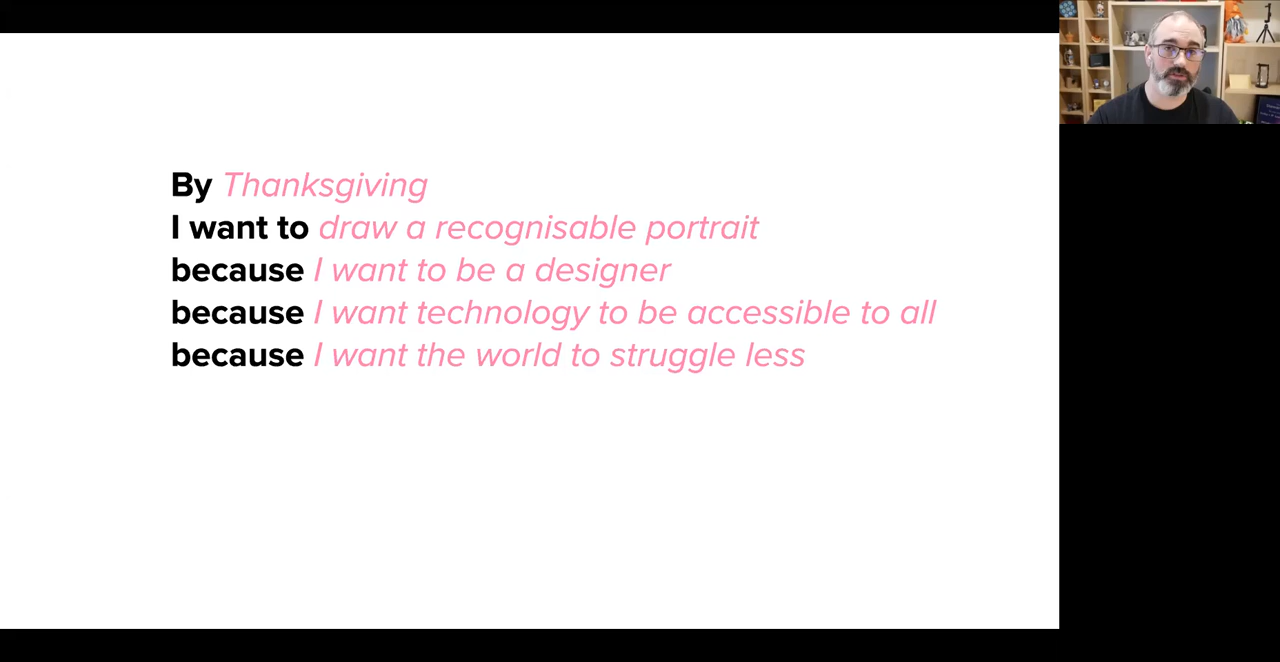 By Thanksgiving
I want to draw a recognisable portrait
because I want to be a designer
because I want technology to be accessible to all
because I want the world to struggle less